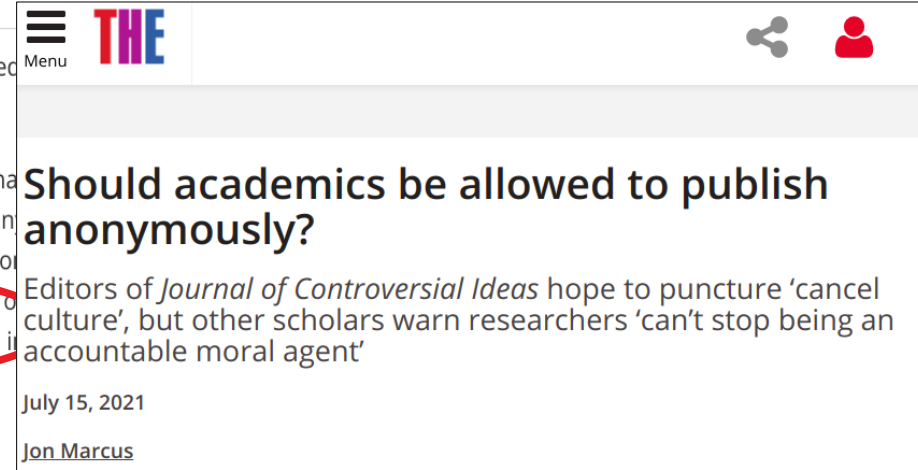 Menu
THE
Should academics be allowed to publish
anonymously?
Editors of Journal of Controversial Ideas hope to puncture ‘cancel
culture’, but other scholars warn researchers ‘can’t stop being an
accountable moral agent’
July 15, 2021
Jon Marcus